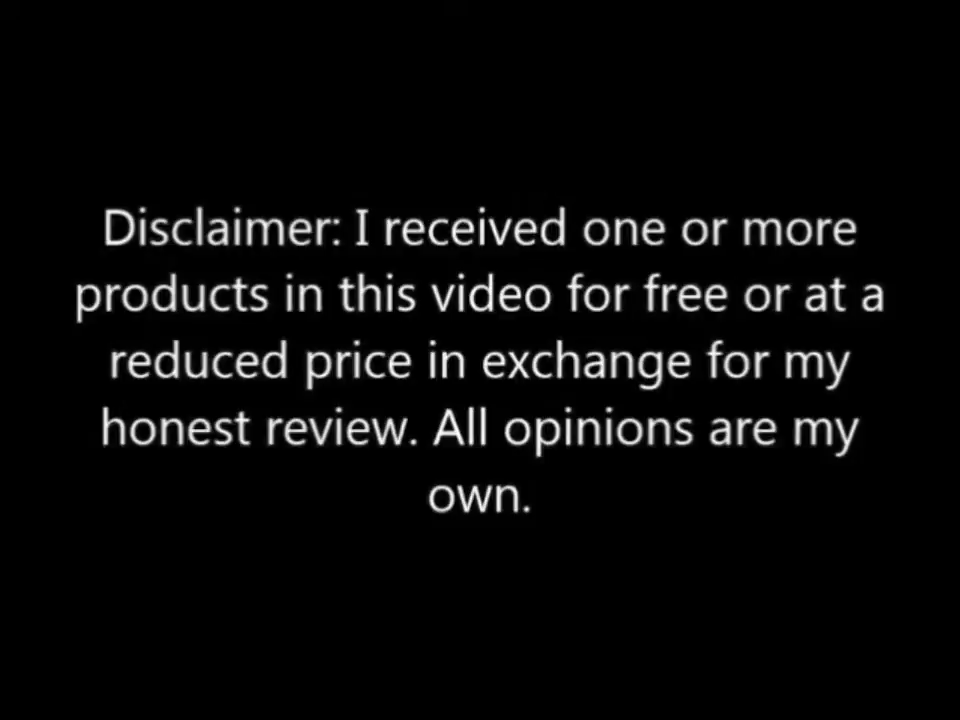 Disclaimer: I received one or more
products in this video for free or at a
reduced price in exchange for my
honest review. All opinions are my
own.